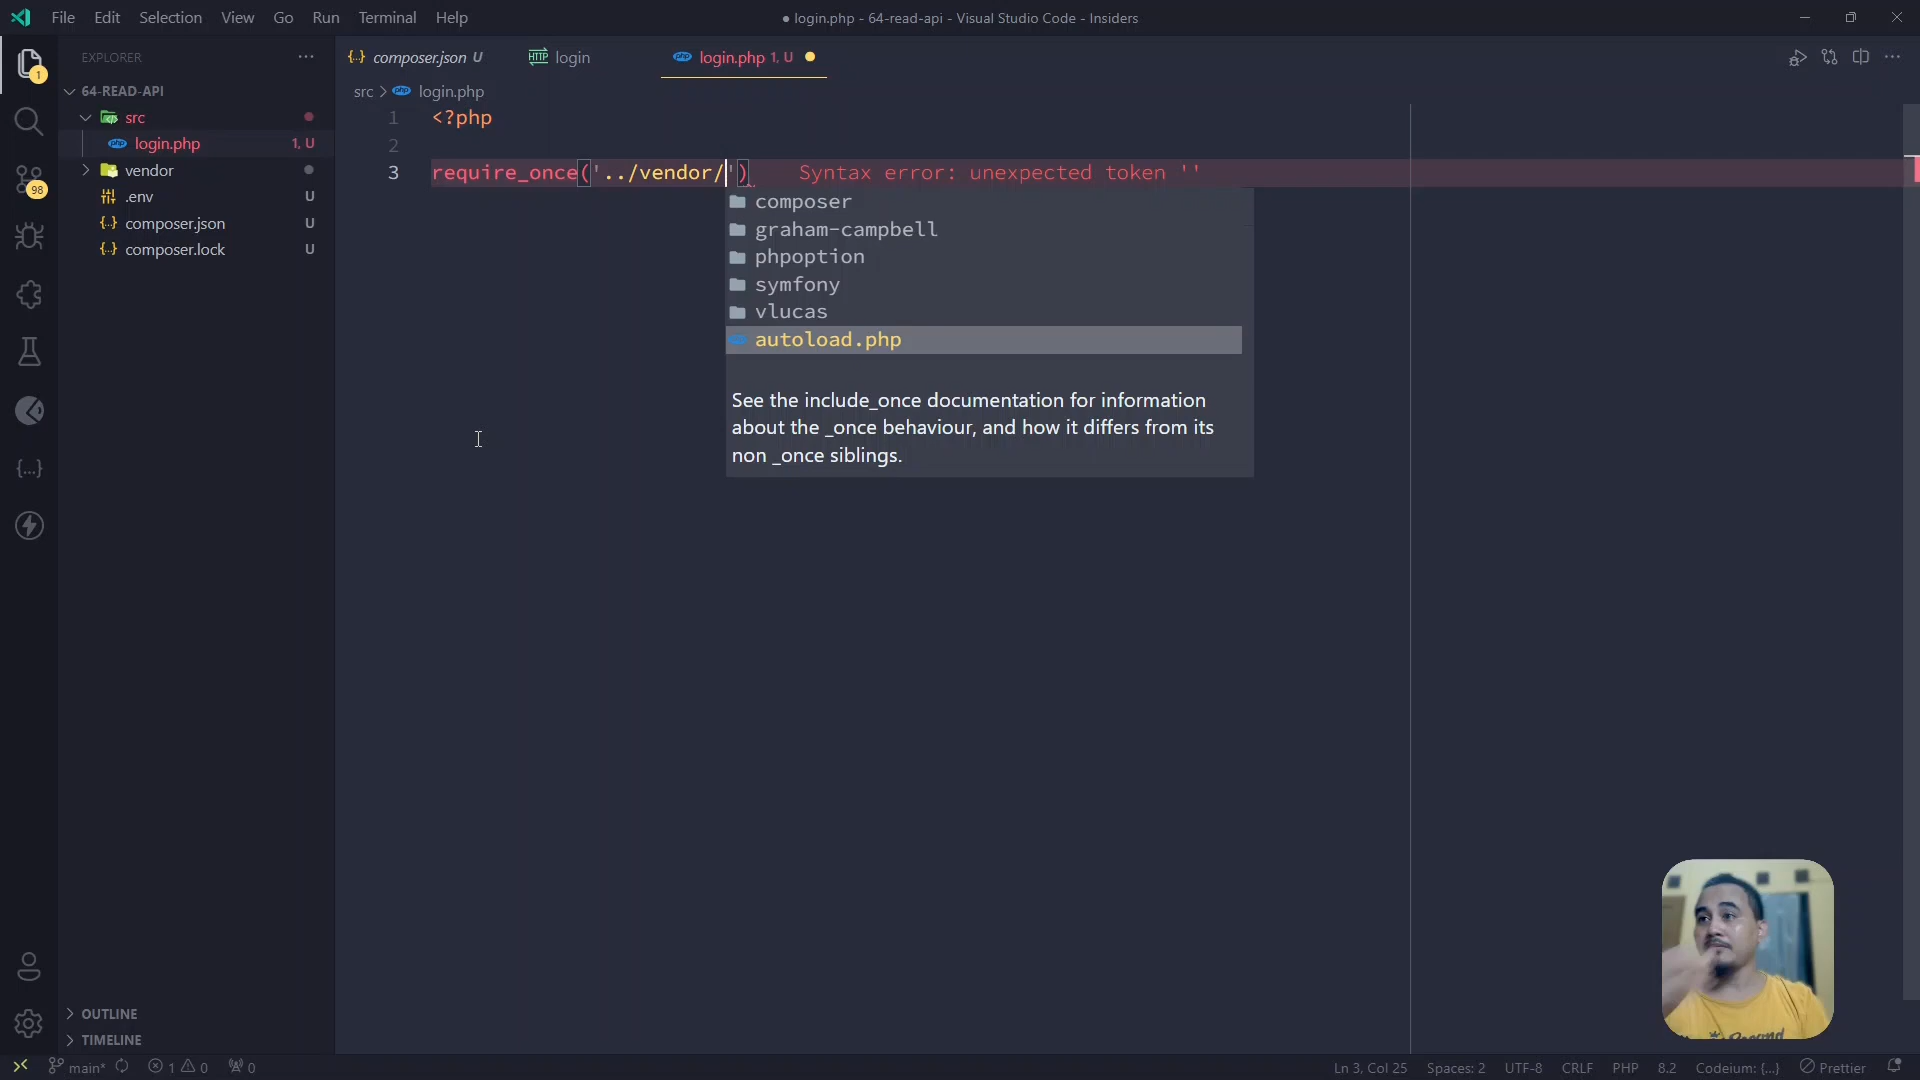 File Edit Selection View Go Run Terminal Help
● login.php - 64-read-api - Visual Studio Code - Insiders
EXPLORER
1
98
64-READ-API
src
login.php 1, U
vendor
.env U
composer.json U
composer.lock U
OUTLINE
TIMELINE
{..} composer.json U
HTTP login
php login.php 1, U
src > php login.php
1 <?php
2
3 require_once('../vendor/') Syntax error: unexpected token ''
composer
graham-campbell
phpoption
symfony
vlucas
autoload.php
See the include_once documentation for information
about the _once behaviour, and how it differs from its
non _once siblings.
main* 1 0 0
Ln 3, Col 25 Spaces: 2 UTF-8 CRLF PHP 8.2 Codeium: {...} Prettier